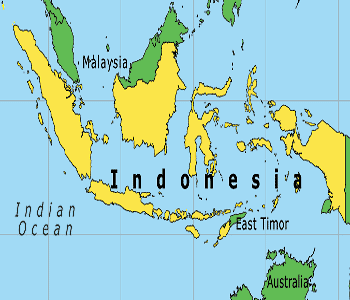 Malaysia
Indonesia
Indian
Ocean
East Timor
Australia